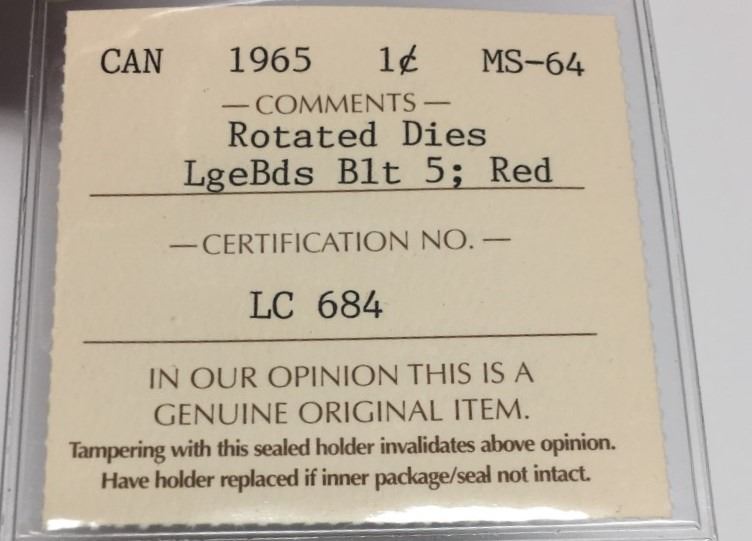 CAN 1965 1¢ MS-64
— COMMENTS —
Rotated Dies
LgeBds Blt 5; Red
— CERTIFICATION NO. —
LC 684
IN OUR OPINION THIS IS A
GENUINE ORIGINAL ITEM.
Tampering with this sealed holder invalidates above opinion.
Have holder replaced if inner package/seal not intact.